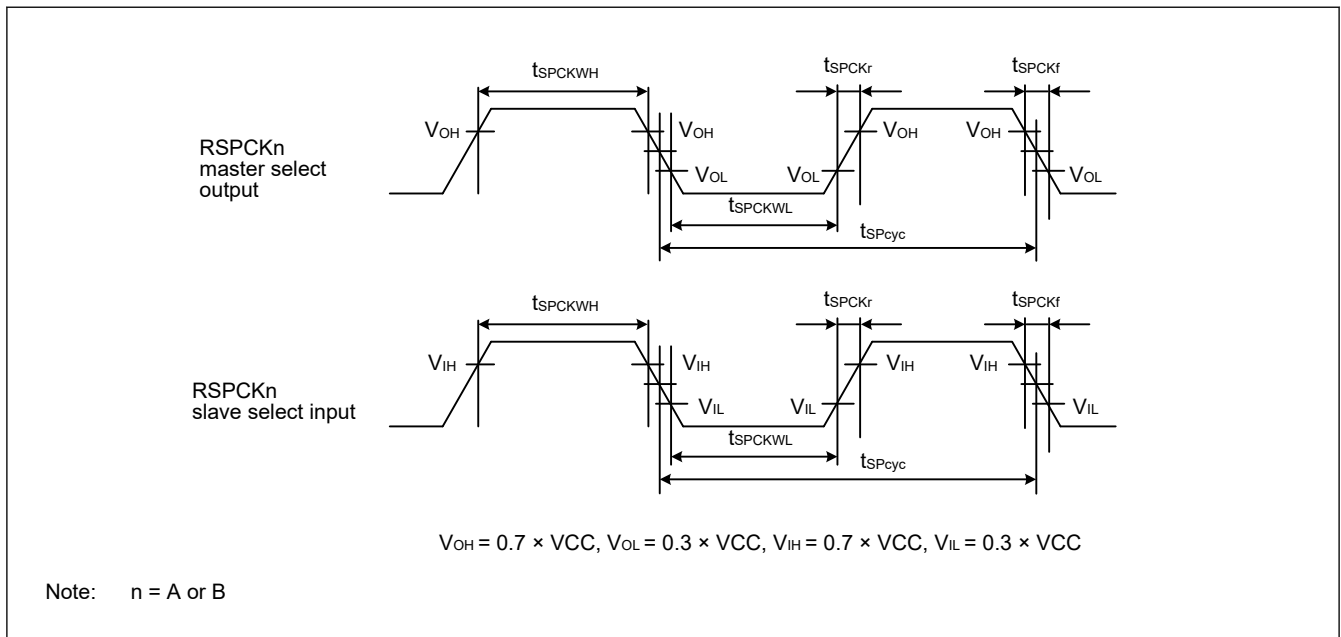 tSPCKWH
tSPCKr
tSPCKf
VOH
VOH
VOH
VOH
RSPCKn
master select
output
VOL
VOL
VOL
tSPCKWL
tSPcyc
tSPCKWH
tSPCKr
tSPCKf
VIH
VIH
VIH
VIH
RSPCKn
slave select input
VIL
VIL
VIL
tSPCKWL
tSPcyc
VOH = 0.7 × VCC, VOL = 0.3 × VCC, VIH = 0.7 × VCC, VIL = 0.3 × VCC
Note: n = A or B